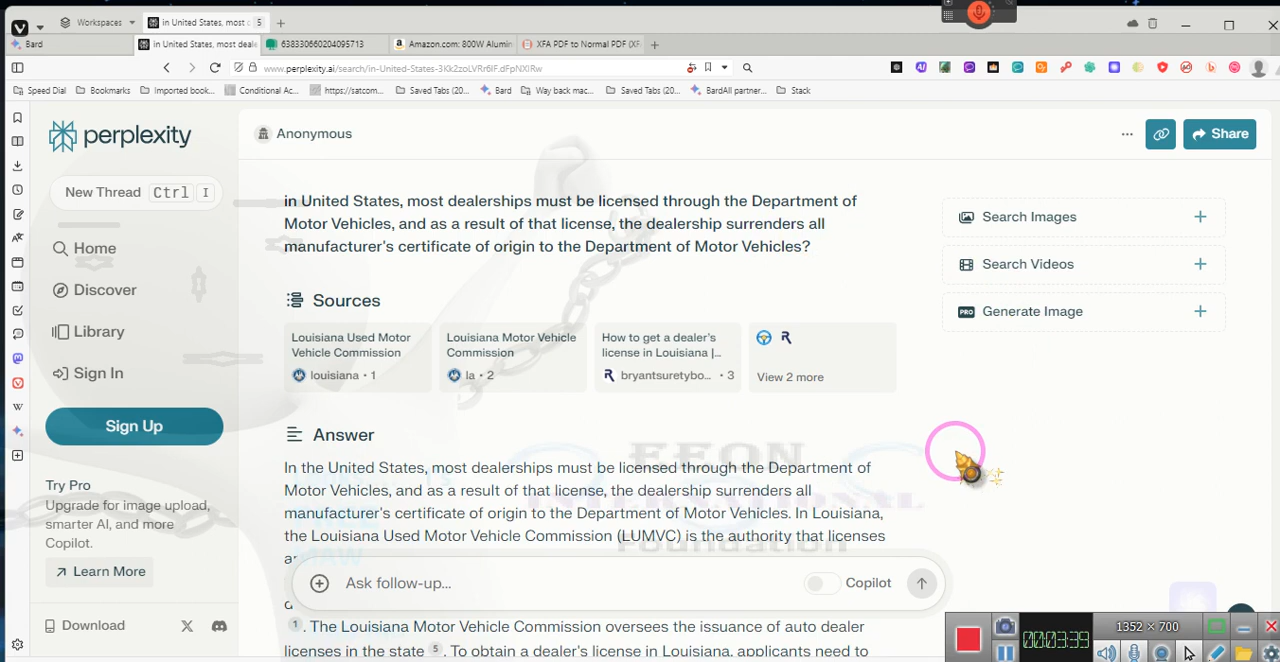 Workspaces
in United States, most d 5
Bard
in United States, most deale
638330660204095713
Amazon.com: 800W Alumin
XFA PDF to Normal PDF (XF
www.perplexity.ai/search/in-United-States-3Kk2zoLVRr6IF.dFpNXlRw
Speed Dial
Bookmarks
Imported book...
Conditional Ac...
https://satcom...
Saved Tabs (20...
Bard
Way back mac...
Saved Tabs (20...
BardAll partner...
Stack
perplexity
New Thread Ctrl I
Home
Discover
Library
Sign In
Sign Up
Try Pro
Upgrade for image upload,
smarter AI, and more
Copilot.
Learn More
Download
Anonymous
Share
in United States, most dealerships must be licensed through the Department of
Motor Vehicles, and as a result of that license, the dealership surrenders all
manufacturer's certificate of origin to the Department of Motor Vehicles?
Sources
Louisiana Used Motor
Vehicle Commission
louisiana • 1
Louisiana Motor Vehicle
Commission
la • 2
How to get a dealer's
license in Louisiana |...
bryantsuretybo... • 3
View 2 more
Answer
In the United States, most dealerships must be licensed through the Department of
Motor Vehicles, and as a result of that license, the dealership surrenders all
manufacturer's certificate of origin to the Department of Motor Vehicles. In Louisiana,
the Louisiana Used Motor Vehicle Commission (LUMVC) is the authority that licenses
1. The Louisiana Motor Vehicle Commission oversees the issuance of auto dealer
licenses in the state 5. To obtain a dealer's license in Louisiana, applicants need to
Ask follow-up...
Copilot
Search Images
Search Videos
PRO Generate Image
EEON
INTERNATIONAL
Foundation
1352 × 700
00:03:39